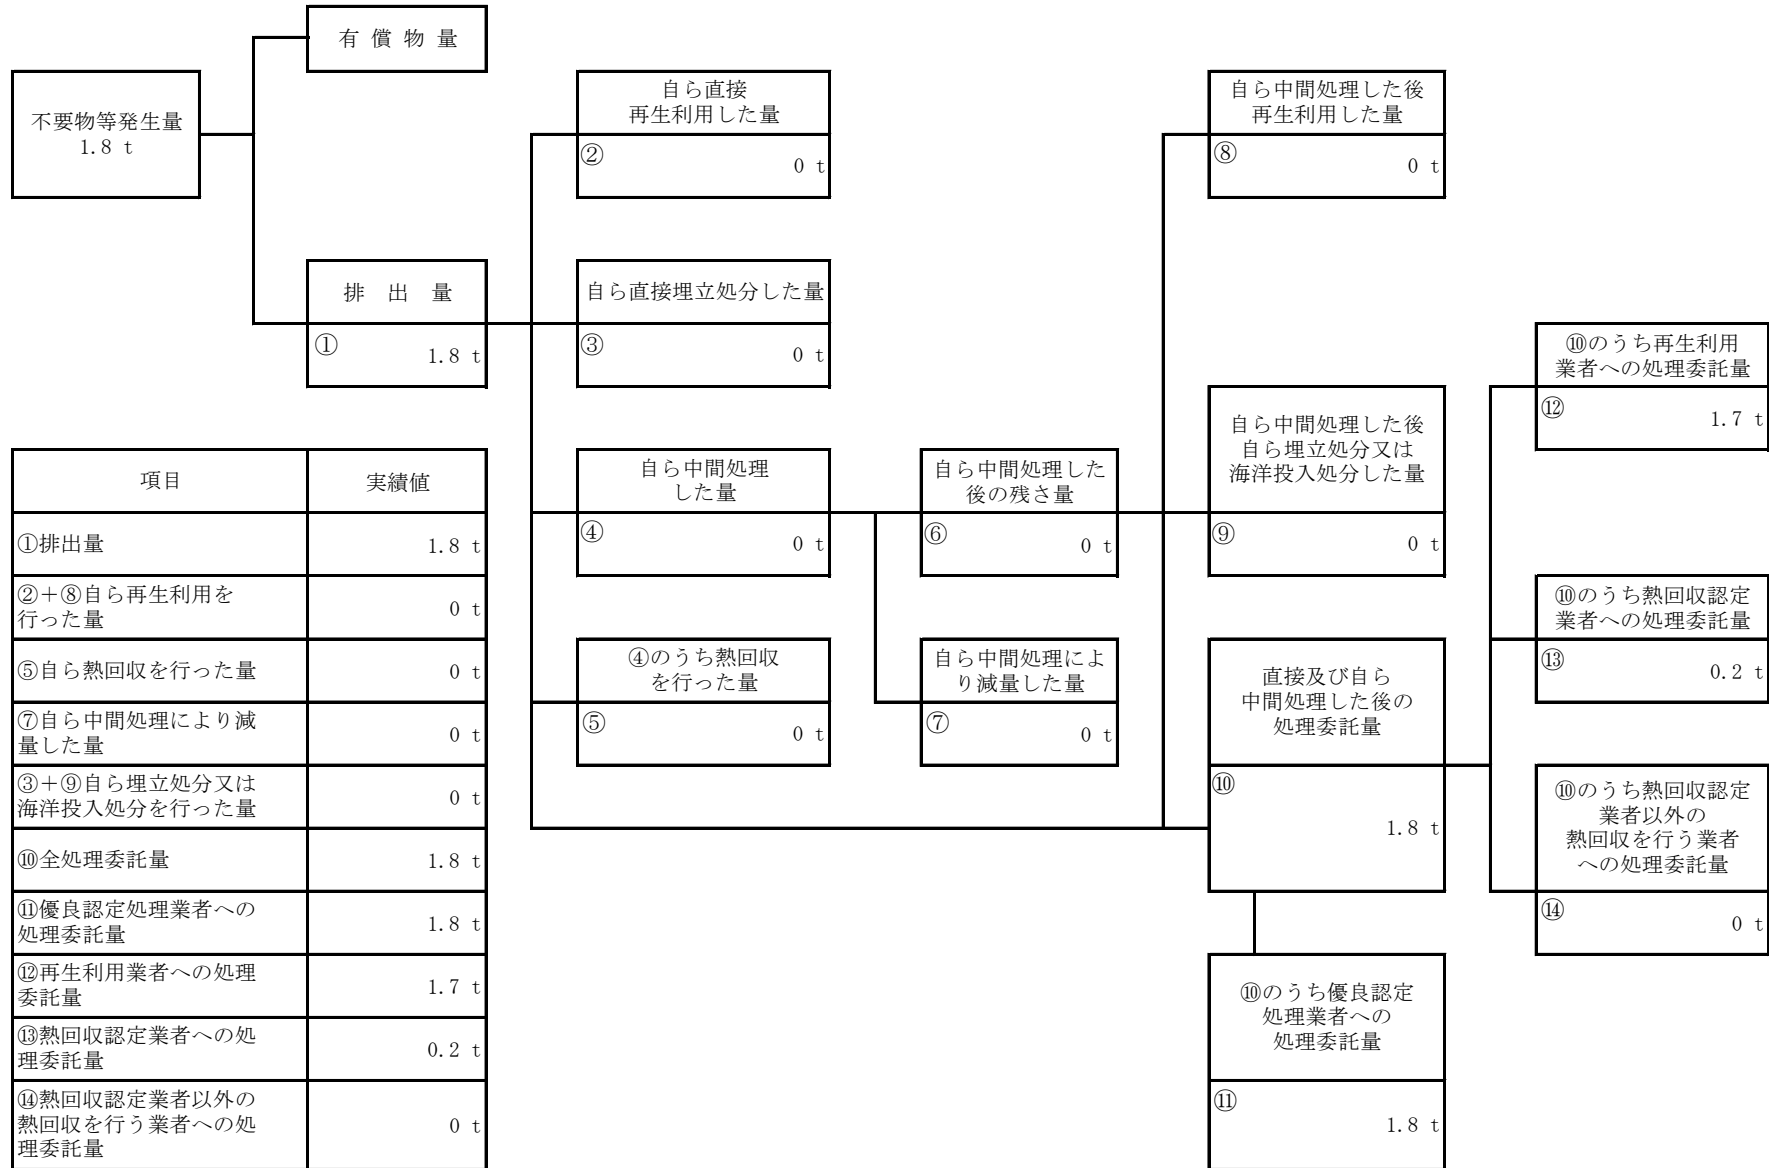 有償物量
不要物等発生量
1.8 t
自ら直接
再生利用した量
②
0 t
自ら中間処理した後
再生利用した量
⑧
0 t
排出量
①
1.8 t
自ら直接埋立処分した量
③
0 t
⑩のうち再生利用
業者への処理委託量
⑫
1.7 t
自ら中間処理した後
自ら埋立処分又は
海洋投入処分した量
⑨
0 t
自ら中間処理
した量
④
0 t
自ら中間処理した
後の残さ量
⑥
0 t
⑩のうち熱回収認定
業者への処理委託量
⑬
0.2 t
④のうち熱回収
を行った量
⑤
0 t
自ら中間処理によ
り減量した量
⑦
0 t
直接及び自ら
中間処理した後の
処理委託量
⑩
1.8 t
⑩のうち熱回収認定
業者以外の
熱回収を行う業者
への処理委託量
⑭
0 t
⑩のうち優良認定
処理業者への
処理委託量
⑪
1.8 t
項目 実績値
①排出量 1.8 t
②+⑧自ら再生利用を
行った量 0 t
⑤自ら熱回収を行った量 0 t
⑦自ら中間処理により減
量した量 0 t
③+⑨自ら埋立処分又は
海洋投入処分を行った量 0 t
⑩全処理委託量 1.8 t
⑪優良認定処理業者への
処理委託量 1.8 t
⑫再生利用業者への処理
委託量 1.7 t
⑬熱回収認定業者への処
理委託量 0.2 t
⑭熱回収認定業者以外の
熱回収を行う業者への処
理委託量 0 t